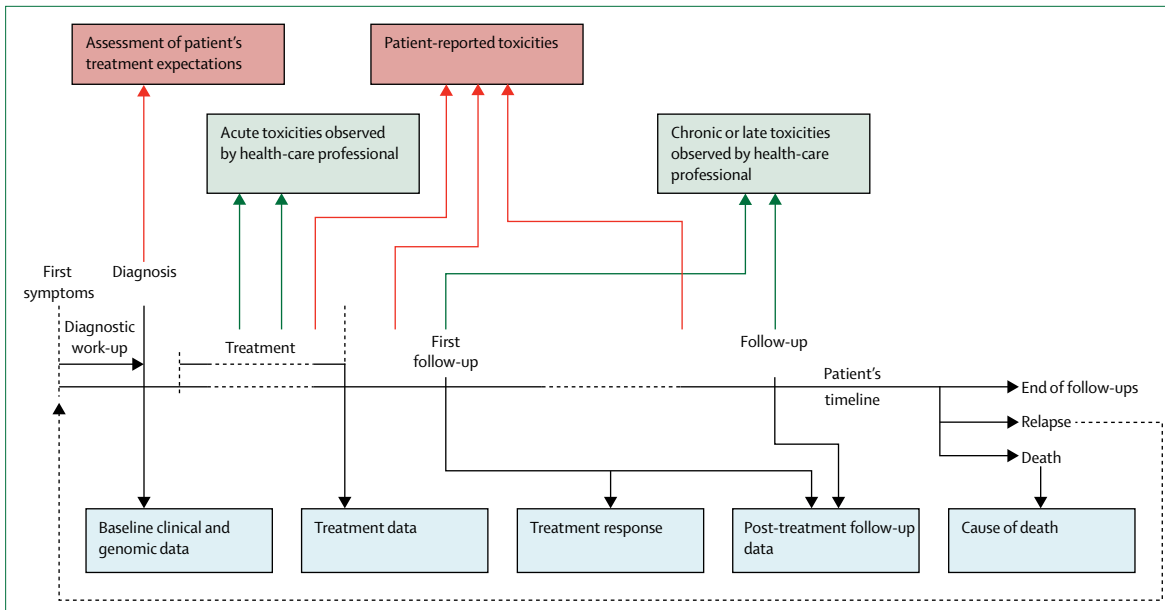 Assessment of patient's
treatment expectations
Patient-reported toxicities
Acute toxicities observed
by health-care professional
Chronic or late toxicities
observed by health-care
professional
First
symptoms
Diagnosis
Diagnostic
work-up
Treatment
First
follow-up
Follow-up
Patient's
timeline
End of follow-ups
Relapse
Death
Baseline clinical and
genomic data
Treatment data
Treatment response
Post-treatment follow-up
data
Cause of death